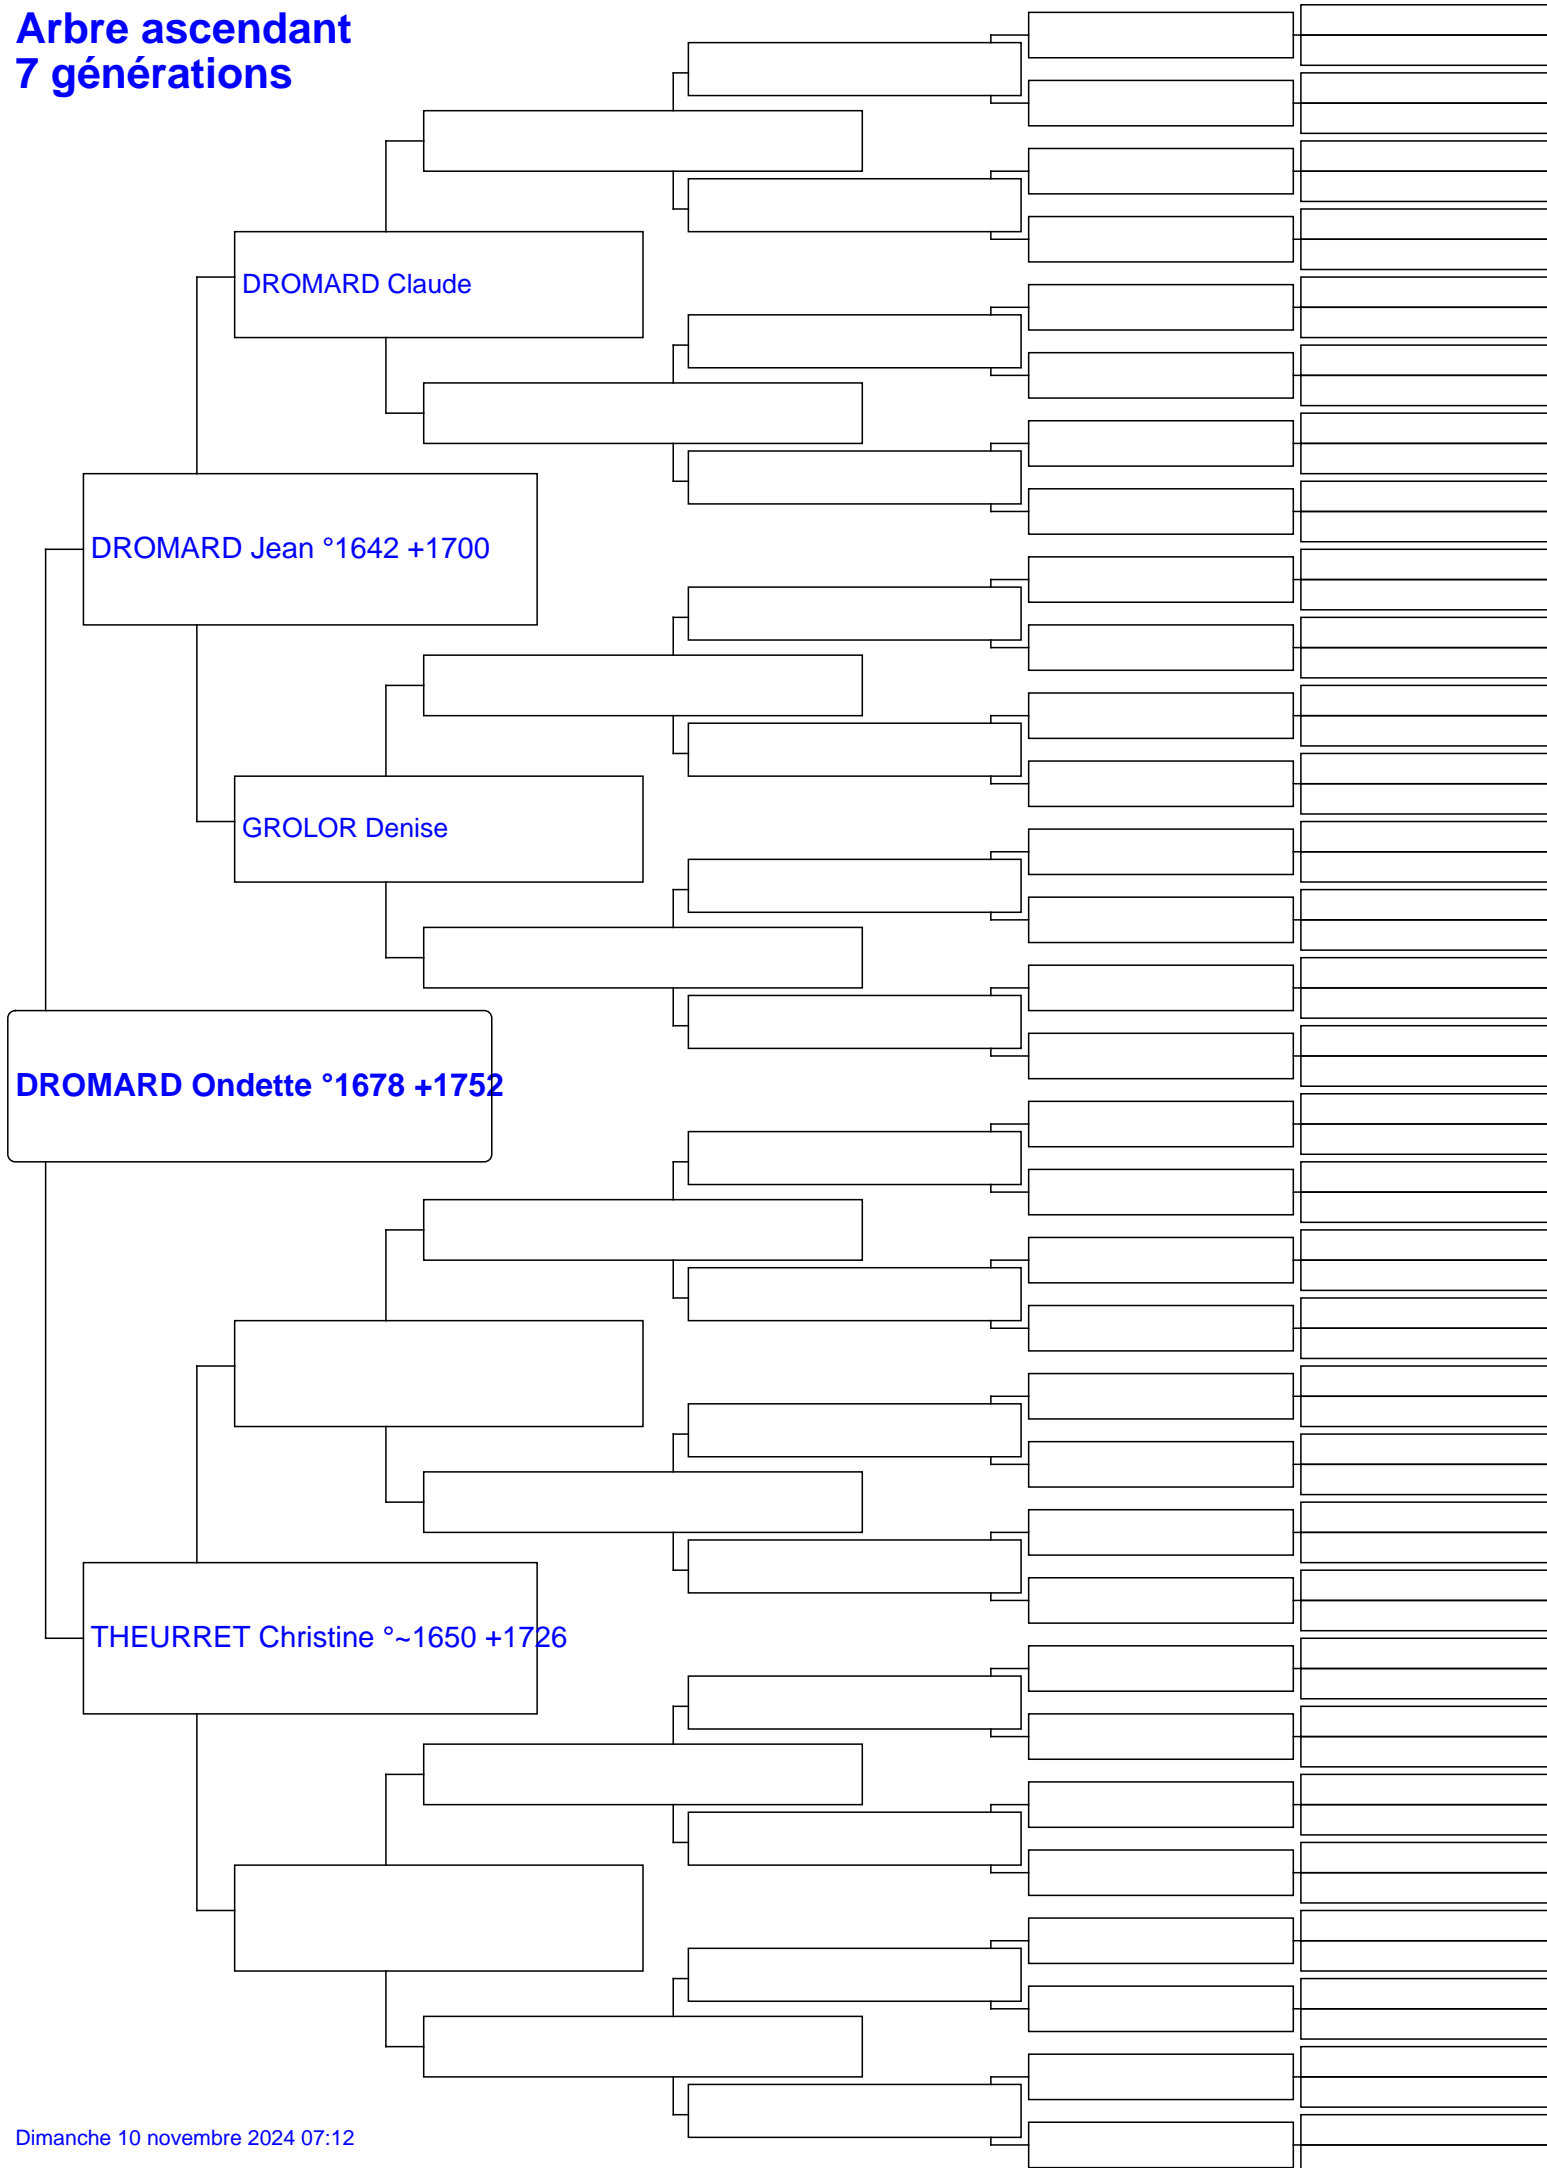 Arbre ascendant
7 générations
DROMARD Claude
DROMARD Jean °1642 +1700
GROLOR Denise
DROMARD Ondette °1678 +1752
THEURRET Christine °~1650 +1726
Dimanche 10 novembre 2024 07:12